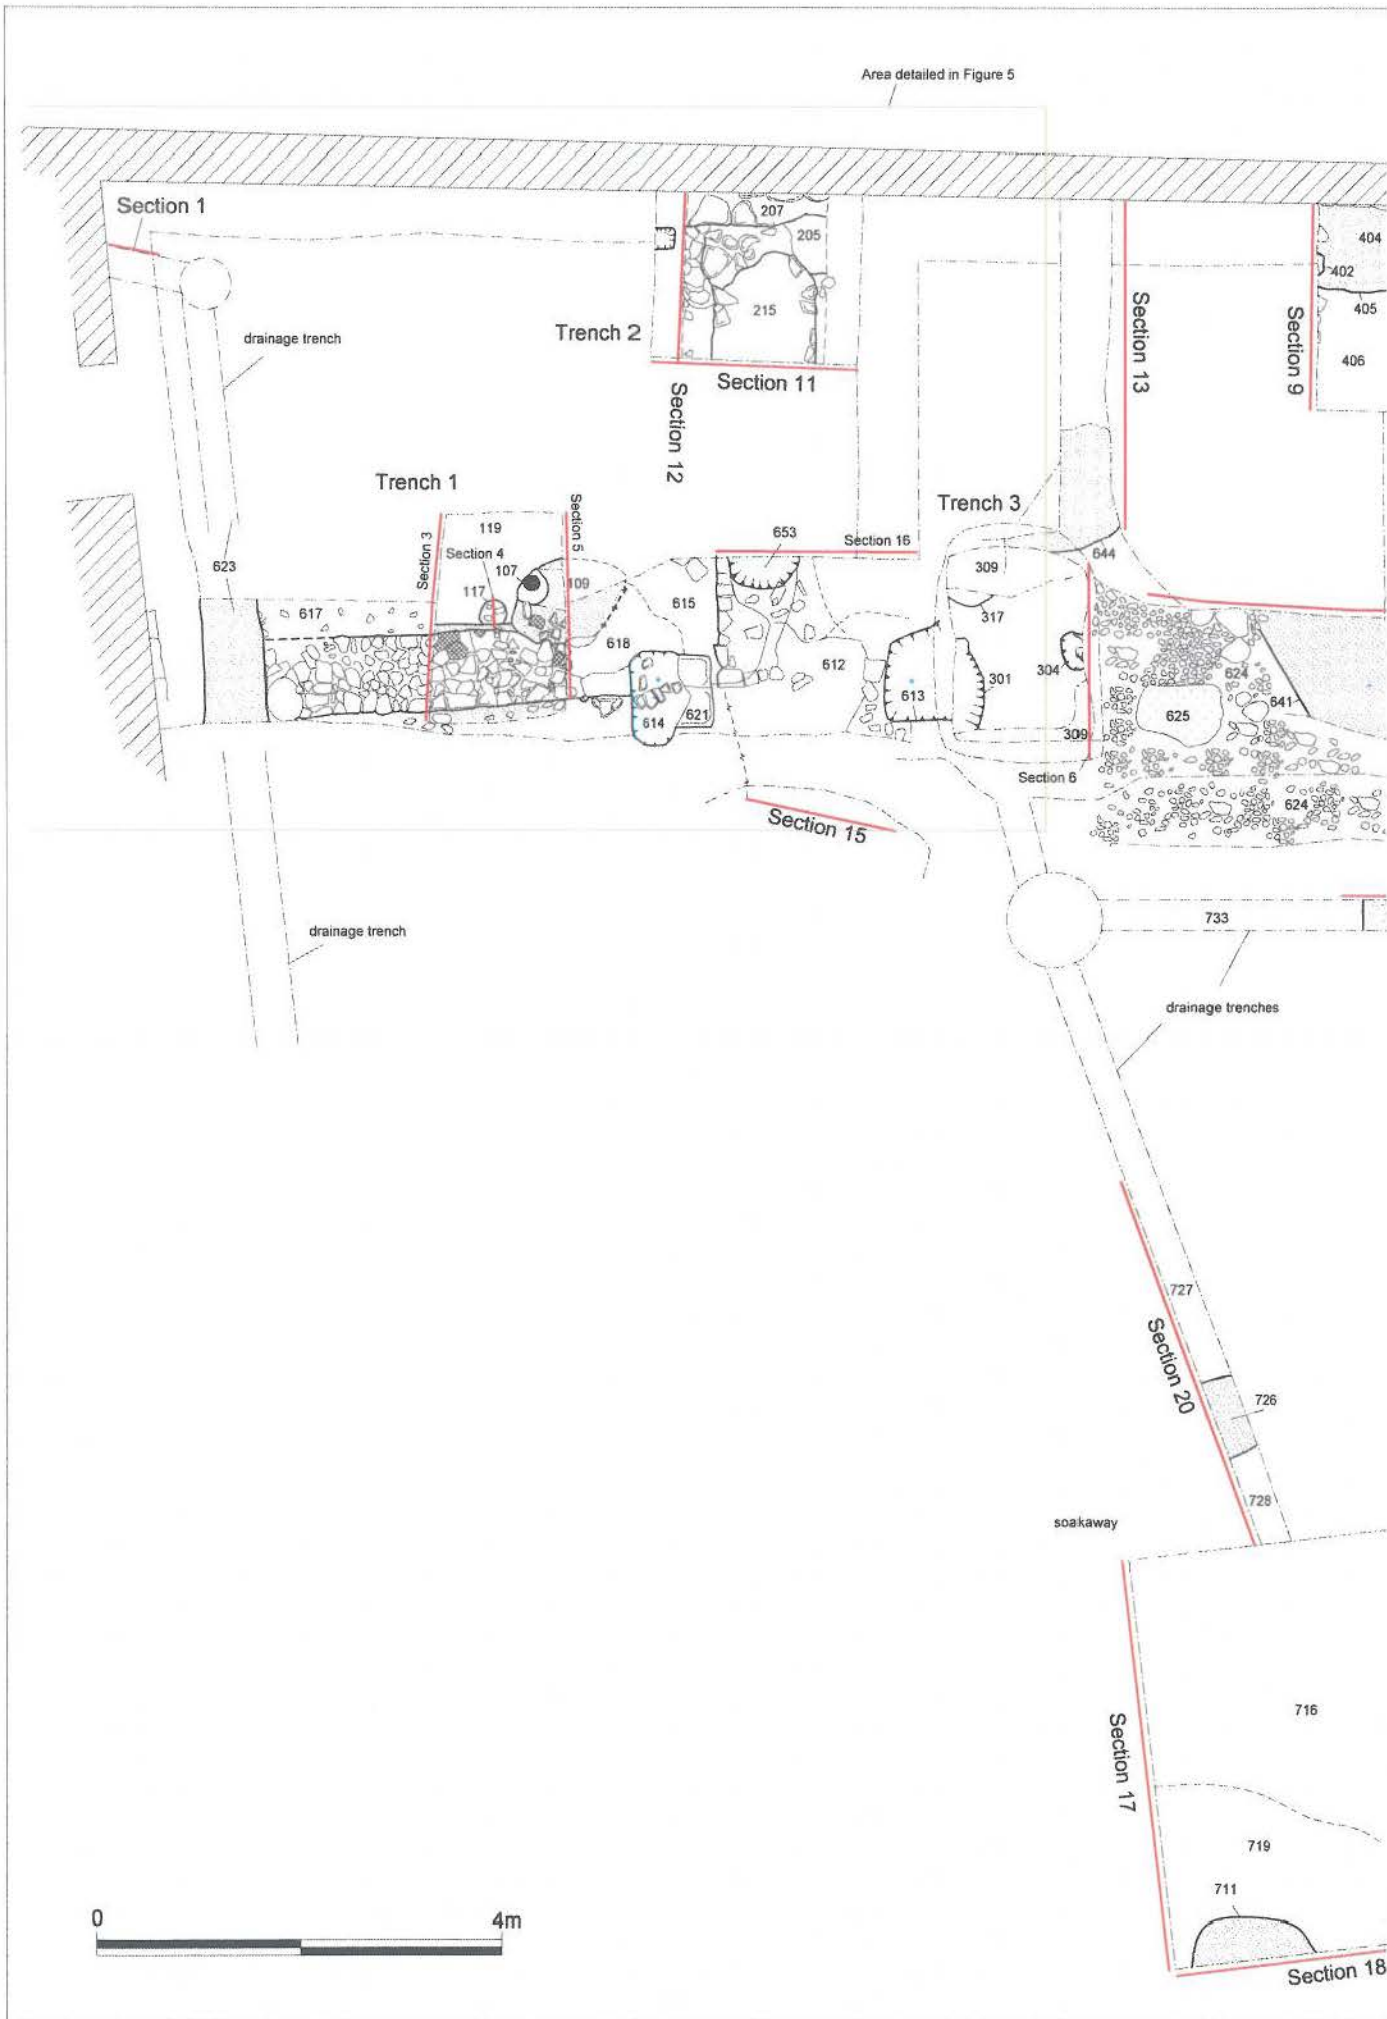 Area detailed in Figure 5
Section 1
207
205
404
402
405
406
215
drainage trench
Trench 2
Section 11
Section 12
Section 13
Section 9
Trench 1
Trench 3
119
Section 3
Section 4
Section 5
107
109
117
653
Section 16
309
644
623
617
615
317
618
612
304
624
301
613
641
625
614
621
309
Section 6
624
Section 15
733
drainage trench
drainage trenches
727
Section 20
726
728
soakaway
716
Section 17
719
711
0
4m
Section 18